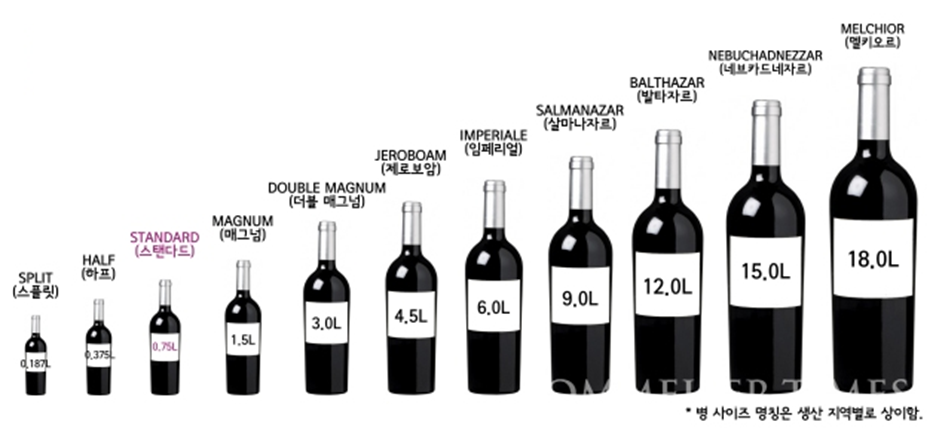 SPLIT
(스플릿)
0.187L
HALF
(하프)
0.375L
STANDARD
(스탠다드)
0.75L
MAGNUM
(매그넘)
1.5L
DOUBLE MAGNUM
(더블 매그넘)
3.0L
JEROBOAM
(제로보암)
4.5L
IMPERIALE
(임페리얼)
6.0L
SALMANAZAR
(살마나자르)
9.0L
BALTHAZAR
(발타자르)
12.0L
NEBUCHADNEZZAR
(네브카드네자르)
15.0L
MELCHIOR
(멜키오르)
18.0L
* 병 사이즈 명칭은 생산 지역별로 상이함.